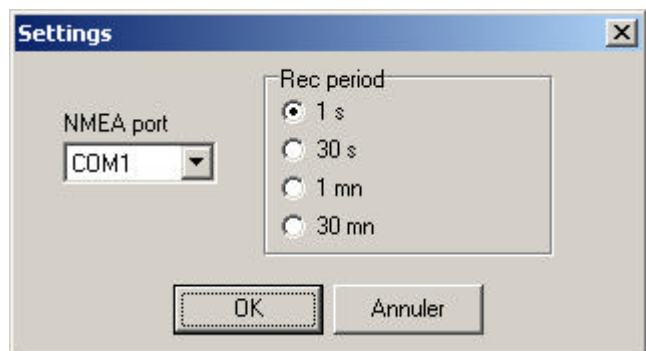 Settings
NMEA port
COM1
Rec period
1 s
30 s
1 mn
30 mn
OK
Annuler